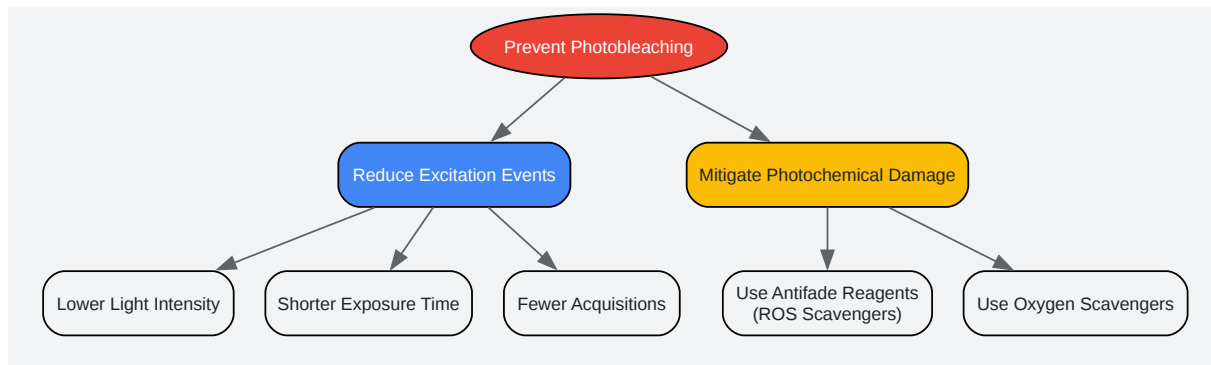 Prevent Photobleaching
Reduce Excitation Events
Mitigate Photochemical Damage
Lower Light Intensity
Shorter Exposure Time
Fewer Acquisitions
Use Antifade Reagents
(ROS Scavengers)
Use Oxygen Scavengers